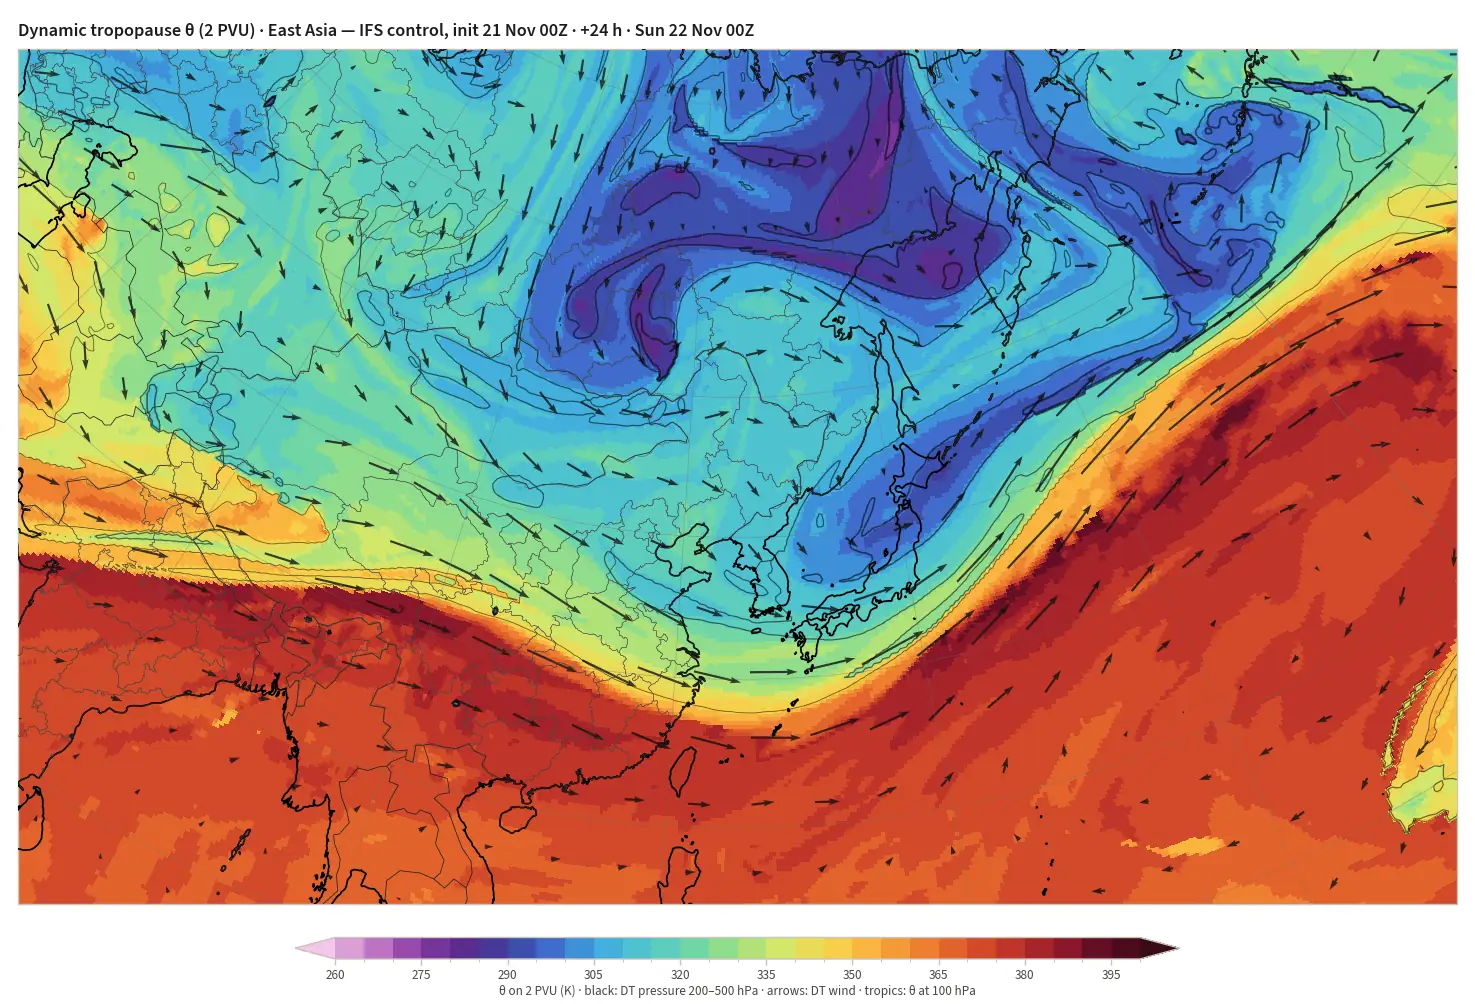 Dynamic tropopause θ (2 PVU) · East Asia — IFS control, init 21 Nov 00Z · +24 h · Sun 22 Nov 00Z
260 275 290 305 320 335 350 365 380 395
θ on 2 PVU (K) · black: DT pressure 200–500 hPa · arrows: DT wind · tropics: θ at 100 hPa